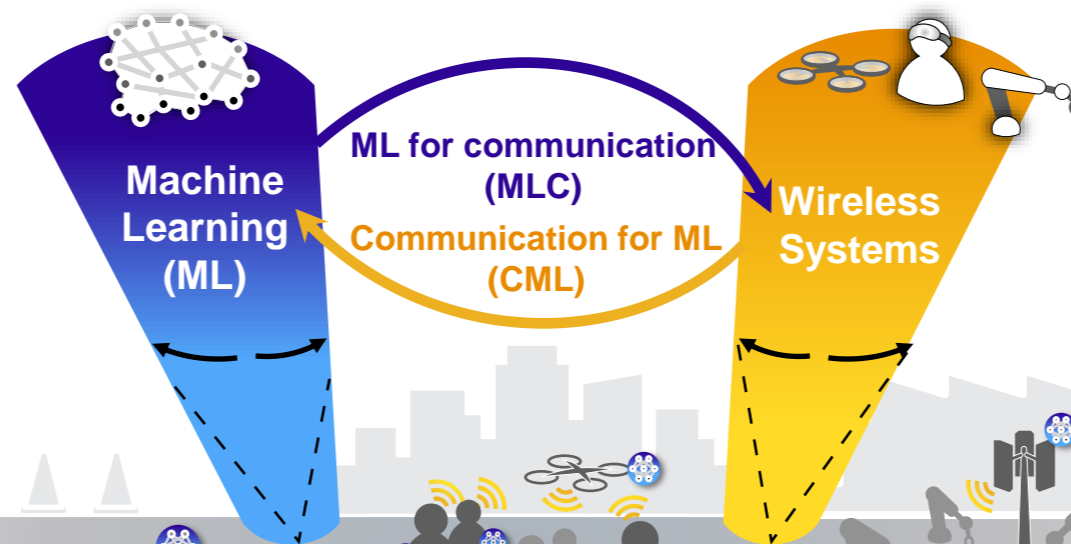 Machine
Learning
(ML)
ML for communication
(MLC)
Communication for ML
(CML)
Wireless
Systems